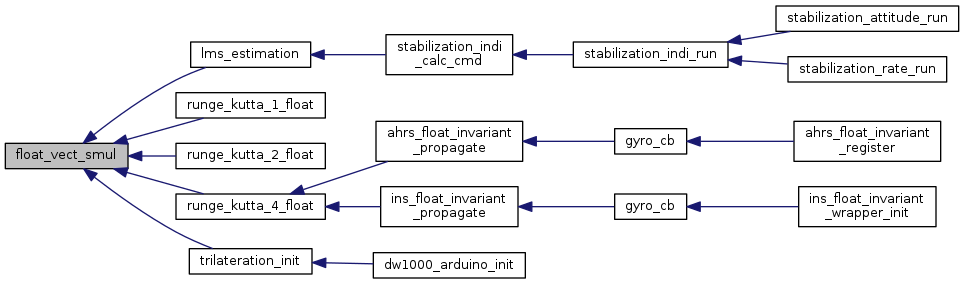 float_vect_smul
lms_estimation
runge_kutta_1_float
runge_kutta_2_float
runge_kutta_4_float
trilateration_init
stabilization_indi
_calc_cmd
ahrs_float_invariant
_propagate
ins_float_invariant
_propagate
dw1000_arduino_init
stabilization_indi_run
gyro_cb
gyro_cb
stabilization_attitude_run
stabilization_rate_run
ahrs_float_invariant
_register
ins_float_invariant
_wrapper_init